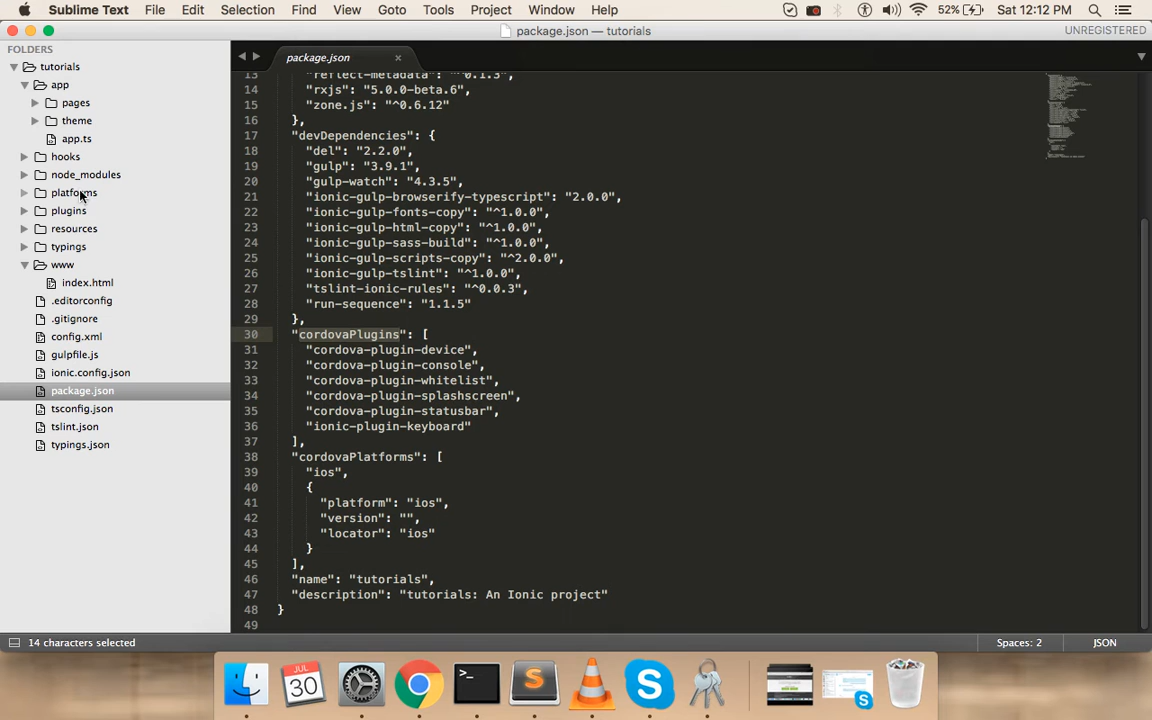 Sublime Text File Edit Selection Find View Goto Tools Project Window Help 52% Sat 12:12 PM
package.json — tutorials UNREGISTERED
FOLDERS
tutorials
app
pages
theme
app.ts
hooks
node_modules
platforms
plugins
resources
typings
www
index.html
.editorconfig
.gitignore
config.xml
gulpfile.js
ionic.config.json
package.json
tsconfig.json
tslint.json
typings.json
package.json ×
13 "reflect-metadata": "^0.1.3",
14 "rxjs": "5.0.0-beta.6",
15 "zone.js": "^0.6.12"
16 },
17 "devDependencies": {
18 "del": "2.2.0",
19 "gulp": "3.9.1",
20 "gulp-watch": "4.3.5",
21 "ionic-gulp-browserify-typescript": "2.0.0",
22 "ionic-gulp-fonts-copy": "^1.0.0",
23 "ionic-gulp-html-copy": "^1.0.0",
24 "ionic-gulp-sass-build": "^1.0.0",
25 "ionic-gulp-scripts-copy": "^2.0.0",
26 "ionic-gulp-tslint": "^1.0.0",
27 "tslint-ionic-rules": "^0.0.3",
28 "run-sequence": "1.1.5"
29 },
30 "cordovaPlugins": [
31 "cordova-plugin-device",
32 "cordova-plugin-console",
33 "cordova-plugin-whitelist",
34 "cordova-plugin-splashscreen",
35 "cordova-plugin-statusbar",
36 "ionic-plugin-keyboard"
37 ],
38 "cordovaPlatforms": [
39 "ios",
40 {
41 "platform": "ios",
42 "version": "",
43 "locator": "ios"
44 }
45 ],
46 "name": "tutorials",
47 "description": "tutorials: An Ionic project"
48 }
49
14 characters selected Spaces: 2 JSON
JUL
30